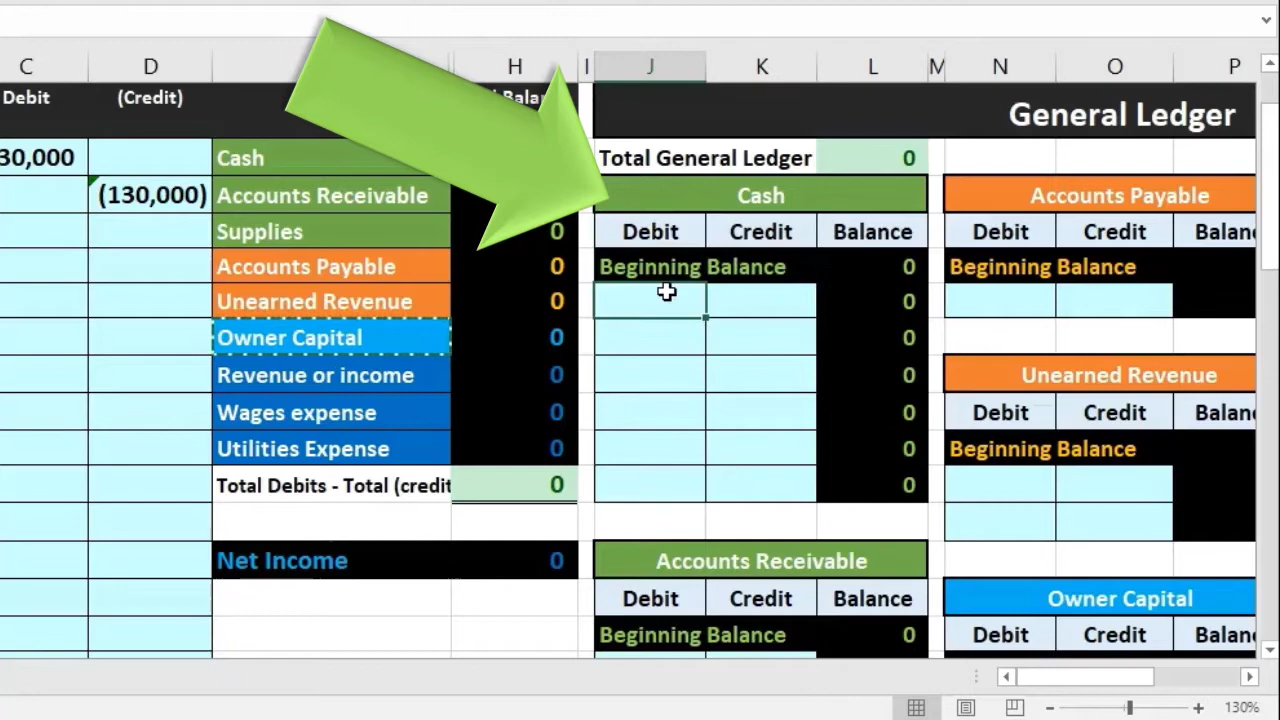 C D H I J K L M N O P
Debit (Credit)
General Ledger
30,000 Cash Total General Ledger 0
(130,000) Accounts Receivable Cash Accounts Payable
Supplies 0 Debit Credit Balance Debit Credit
Accounts Payable 0 Beginning Balance 0 Beginning Balance
Unearned Revenue 0 0
Owner Capital 0 0
Revenue or income 0 0 Unearned Revenue
Wages expense 0 0 Debit Credit
Utilities Expense 0 0 Beginning Balance
Total Debits - Total (credit 0 0
Net Income 0 Accounts Receivable
Debit Credit Balance Owner Capital
Beginning Balance 0 Debit Credit
130%